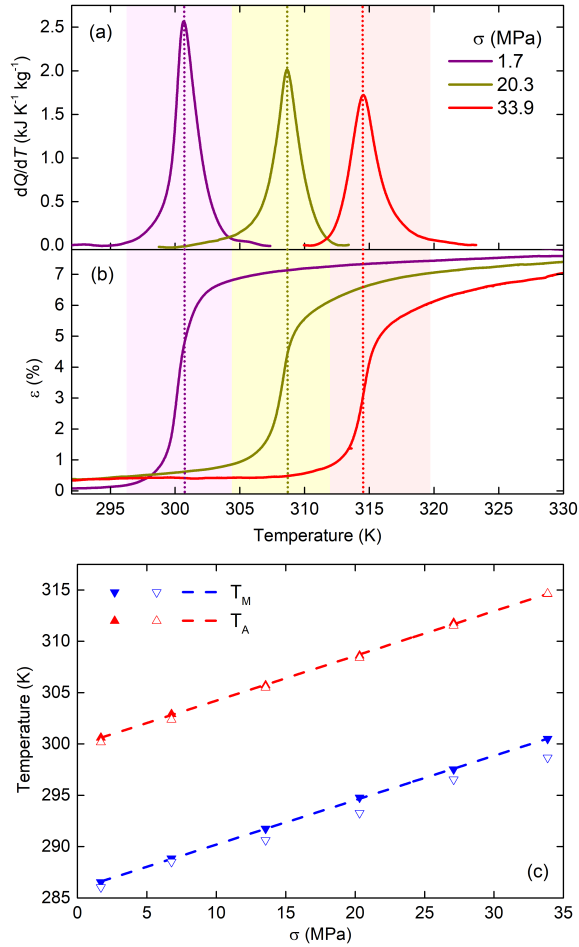 (a)
σ (MPa)
1.7
20.3
33.9
dQ/dT (kJ K⁻¹ kg⁻¹)
2.5
2.0
1.5
1.0
0.5
0.0
(b)
ε (%)
7
6
5
4
3
2
1
0
295 300 305 310 315 320 325 330
Temperature (K)
T_M
T_A
Temperature (K)
315
310
305
300
295
290
285
(c)
0 5 10 15 20 25 30 35
σ (MPa)